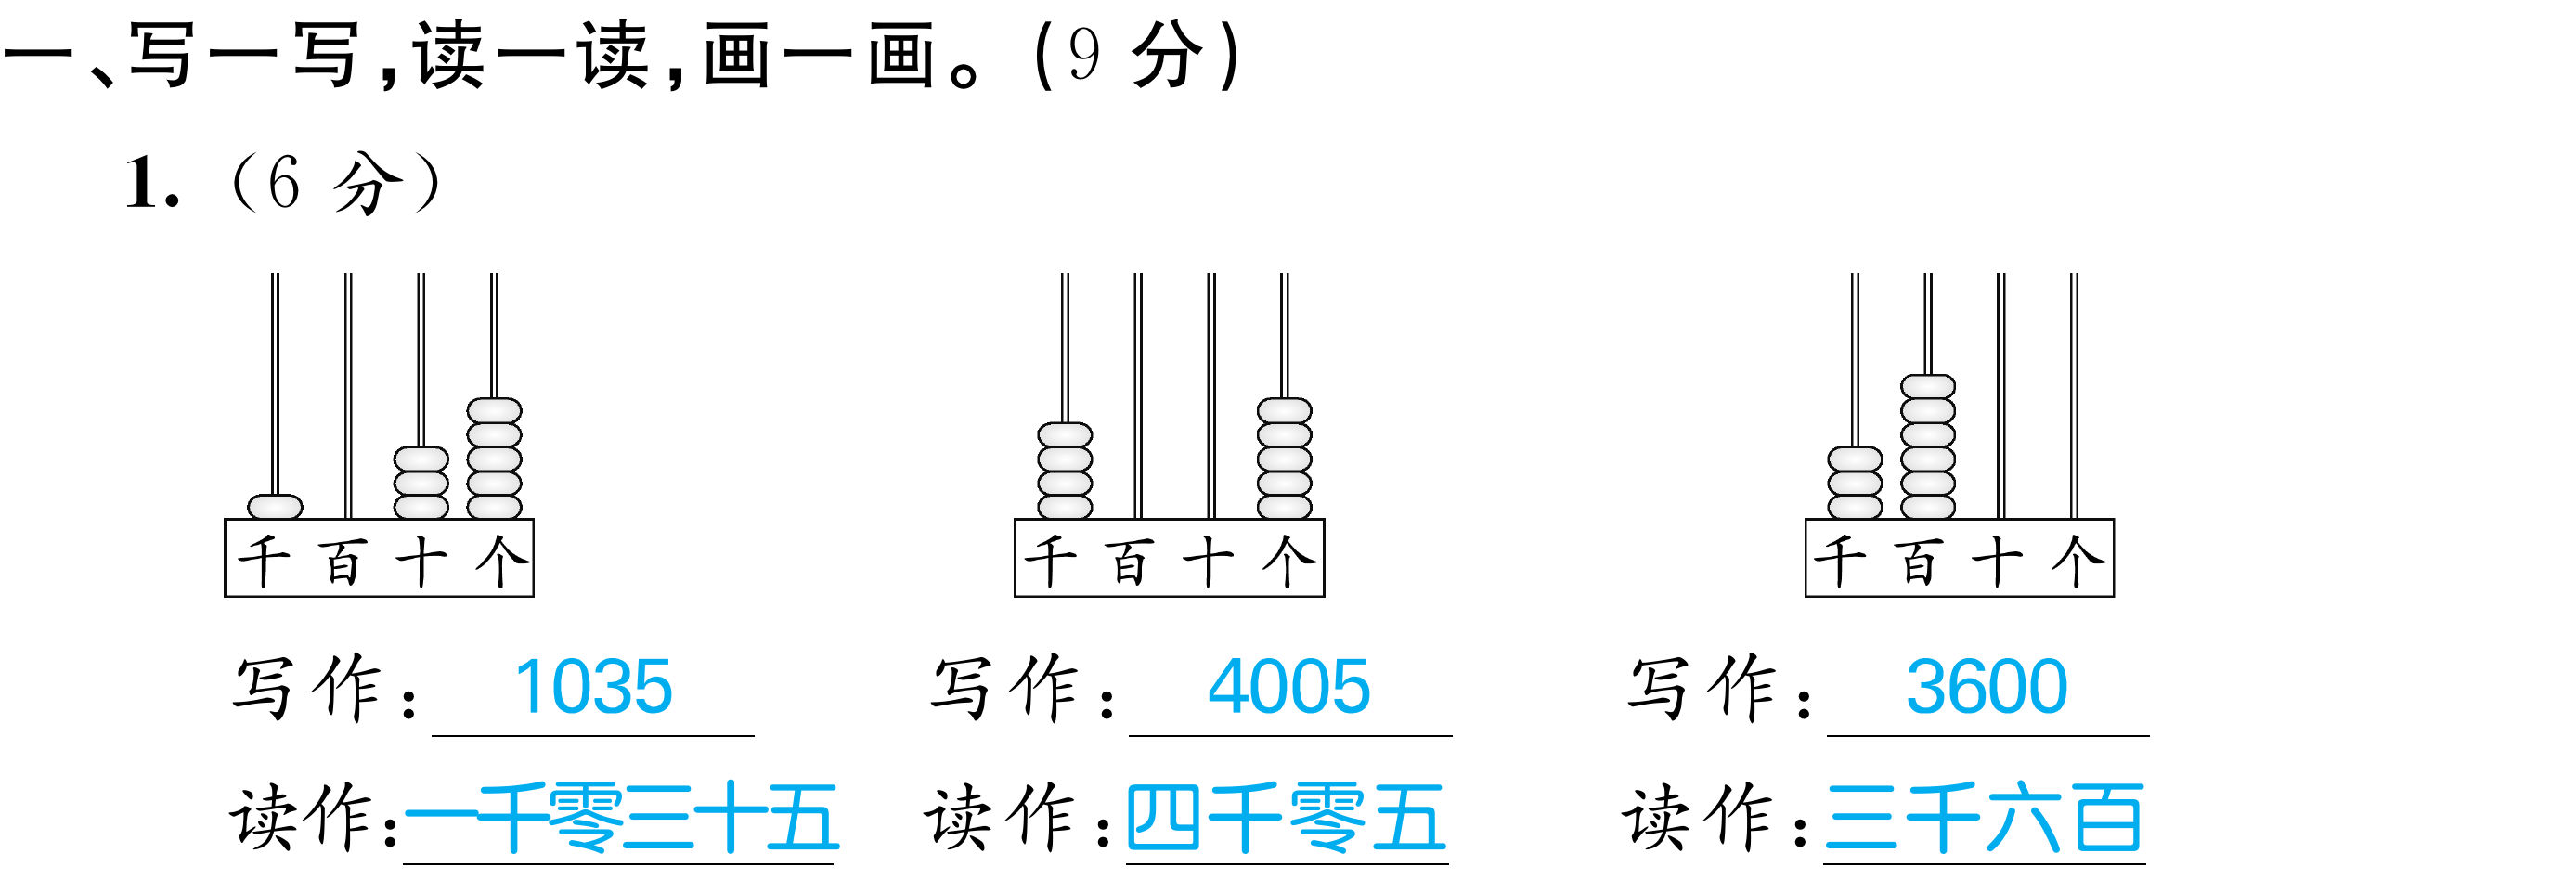 一、写一写,读一读,画一画。(9 分)
1.（6 分）
千 百 十 个 千 百 十 个 千 百 十 个
写作：1035 写作：4005 写作：3600
读作：一千零三十五 读作：四千零五 读作：三千六百